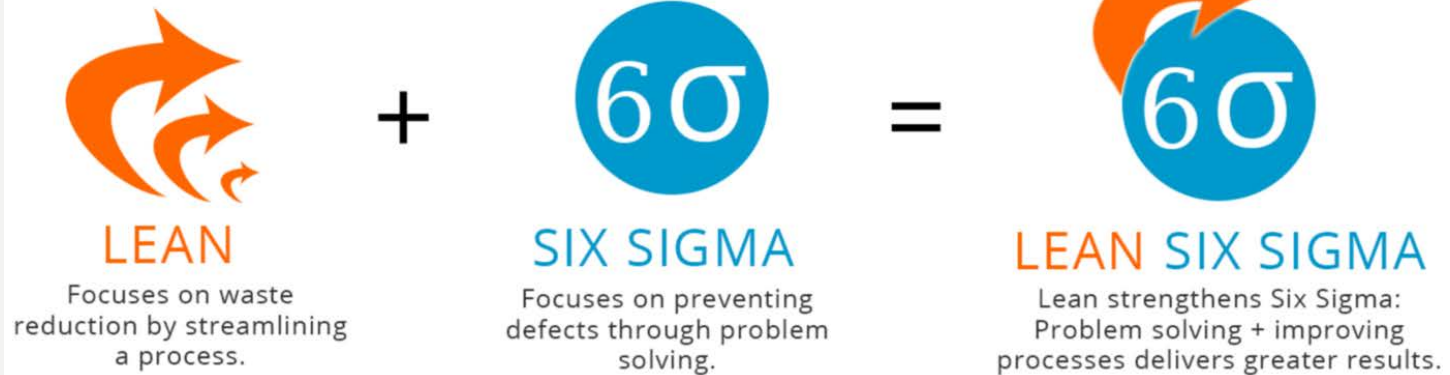 6σ
+
=
6σ
LEAN
Focuses on waste
reduction by streamlining
a process.
SIX SIGMA
Focuses on preventing
defects through problem
solving.
LEAN SIX SIGMA
Lean strengthens Six Sigma:
Problem solving + improving
processes delivers greater results.